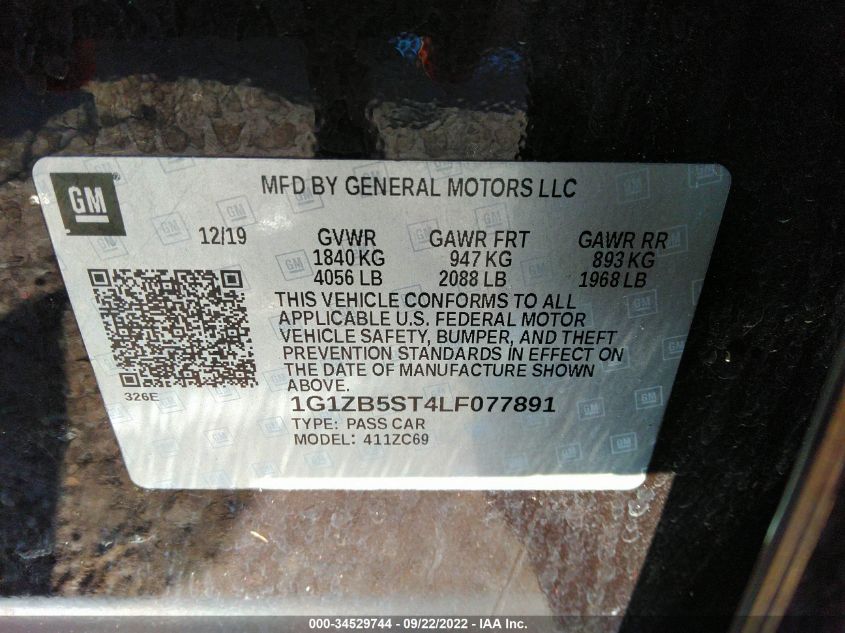 GM
MFD BY GENERAL MOTORS LLC
12/19 GVWR GAWR FRT GAWR RR
1840 KG 947 KG 893 KG
4056 LB 2088 LB 1968 LB
THIS VEHICLE CONFORMS TO ALL
APPLICABLE U.S. FEDERAL MOTOR
VEHICLE SAFETY, BUMPER, AND THEFT
PREVENTION STANDARDS IN EFFECT ON
THE DATE OF MANUFACTURE SHOWN
ABOVE.
326E
1G1ZB5ST4LF077891
TYPE: PASS CAR
MODEL: 411ZC69
000-34529744 - 09/22/2022 - IAA Inc.